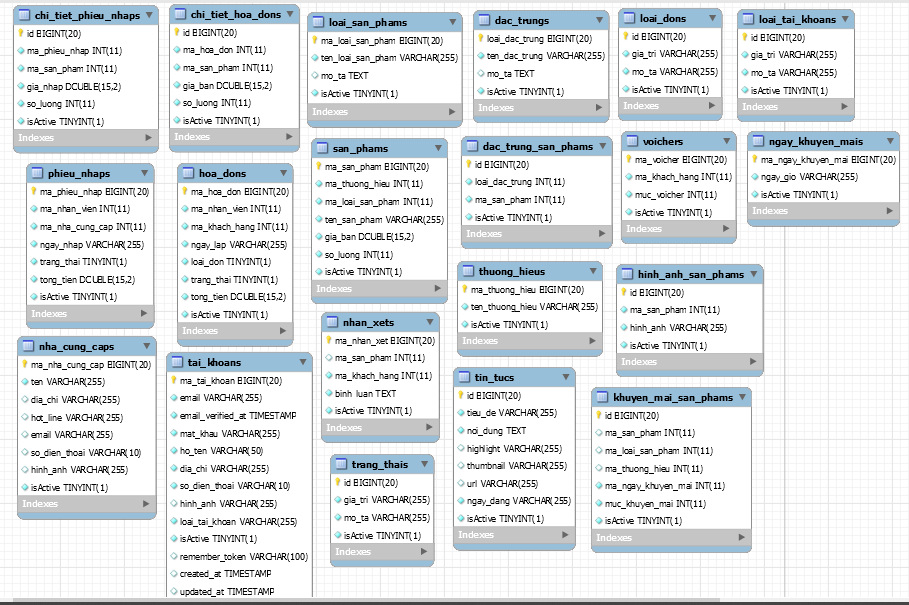 chi_tiet_phieu_nhaps
id BIGINT(20)
ma_phieu_nhap INT(11)
ma_san_pham INT(11)
gia_nhap DCUBLE(15,2)
so_luong INT(11)
isActive TINYINT(1)
Indexes
chi_tiet_hoa_dons
id BIGINT(20)
ma_hoa_don INT(11)
ma_san_pham INT(11)
gia_ban DCUBLE(15,2)
so_luong INT(11)
isActive TINYINT(1)
Indexes
loai_san_phams
ma_loai_san_pham BIGINT(20)
ten_loai_san_pham VARCHAR(255)
mo_ta TEXT
isActive TINYINT(1)
Indexes
dac_trungs
loai_dac_trung BIGINT(20)
ten_dac_trung VARCHAR(255)
mo_ta TEXT
isActive TINYINT(1)
Indexes
loai_dons
id BIGINT(20)
gia_tri VARCHAR(255)
mo_ta VARCHAR(255)
isActive TINYINT(1)
Indexes
loai_tai_khoans
id BIGINT(20)
gia_tri VARCHAR(255)
mo_ta VARCHAR(255)
isActive TINYINT(1)
Indexes
phieu_nhaps
ma_phieu_nhap BIGINT(20)
ma_nhan_vien INT(11)
ma_nha_cung_cap INT(11)
ngay_nhap VARCHAR(255)
trang_thai TINYINT(1)
tong_tien DCUBLE(15,2)
isActive TINYINT(1)
Indexes
hoa_dons
ma_hoa_don BIGINT(20)
ma_nhan_vien INT(11)
ma_khach_hang INT(11)
ngay_lap VARCHAR(255)
loai_don TINYINT(1)
trang_thai TINYINT(1)
tong_tien DCUBLE(15,2)
isActive TINYINT(1)
Indexes
san_phams
ma_san_pham BIGINT(20)
ma_thuong_hieu INT(11)
ma_loai_san_pham INT(11)
ten_san_pham VARCHAR(255)
gia_ban DCUBLE(15,2)
so_luong INT(11)
isActive TINYINT(1)
Indexes
dac_trung_san_phams
id BIGINT(20)
loai_dac_trung INT(11)
ma_san_pham INT(11)
isActive TINYINT(1)
Indexes
voichers
ma_voicher BIGINT(20)
ma_khach_hang INT(11)
muc_voicher INT(11)
isActive TINYINT(1)
Indexes
ngay_khuyen_mais
ma_ngay_khuyen_mai BIGINT(20)
ngay_gio VARCHAR(255)
isActive TINYINT(1)
Indexes
thuong_hieus
ma_thuong_hieu BIGINT(20)
ten_thuong_hieu VARCHAR(255)
isActive TINYINT(1)
Indexes
hinh_anh_san_phams
id BIGINT(20)
ma_san_pham INT(11)
hinh_anh VARCHAR(255)
isActive TINYINT(1)
Indexes
nha_cung_caps
ma_nha_cung_cap BIGINT(20)
ten VARCHAR(255)
dia_chi VARCHAR(255)
hot_line VARCHAR(255)
email VARCHAR(255)
so_dien_thoai VARCHAR(10)
hinh_anh VARCHAR(255)
isActive TINYINT(1)
Indexes
tai_khoans
ma_tai_khoan BIGINT(20)
email VARCHAR(255)
email_verified_at TIMESTAMP
mat_khau VARCHAR(255)
ho_ten VARCHAR(50)
dia_chi VARCHAR(255)
so_dien_thoai VARCHAR(10)
hinh_anh VARCHAR(255)
loai_tai_khoan VARCHAR(255)
isActive TINYINT(1)
remember_token VARCHAR(100)
created_at TIMESTAMP
updated_at TIMESTAMP
nhan_xets
ma_nhan_xet BIGINT(20)
ma_san_pham INT(11)
ma_khach_hang INT(11)
binh_luan TEXT
isActive TINYINT(1)
Indexes
trang_thais
id BIGINT(20)
gia_tri VARCHAR(255)
mo_ta VARCHAR(255)
isActive TINYINT(1)
Indexes
tin_tucs
id BIGINT(20)
tieu_de VARCHAR(255)
noi_dung TEXT
highlight VARCHAR(255)
thumbnail VARCHAR(255)
url VARCHAR(255)
ngay_dang VARCHAR(255)
isActive TINYINT(1)
Indexes
khuyen_mai_san_phams
id BIGINT(20)
ma_san_pham INT(11)
ma_loai_san_pham INT(11)
ma_thuong_hieu INT(11)
ma_ngay_khuyen_mai INT(11)
muc_khuyen_mai INT(11)
isActive TINYINT(1)
Indexes